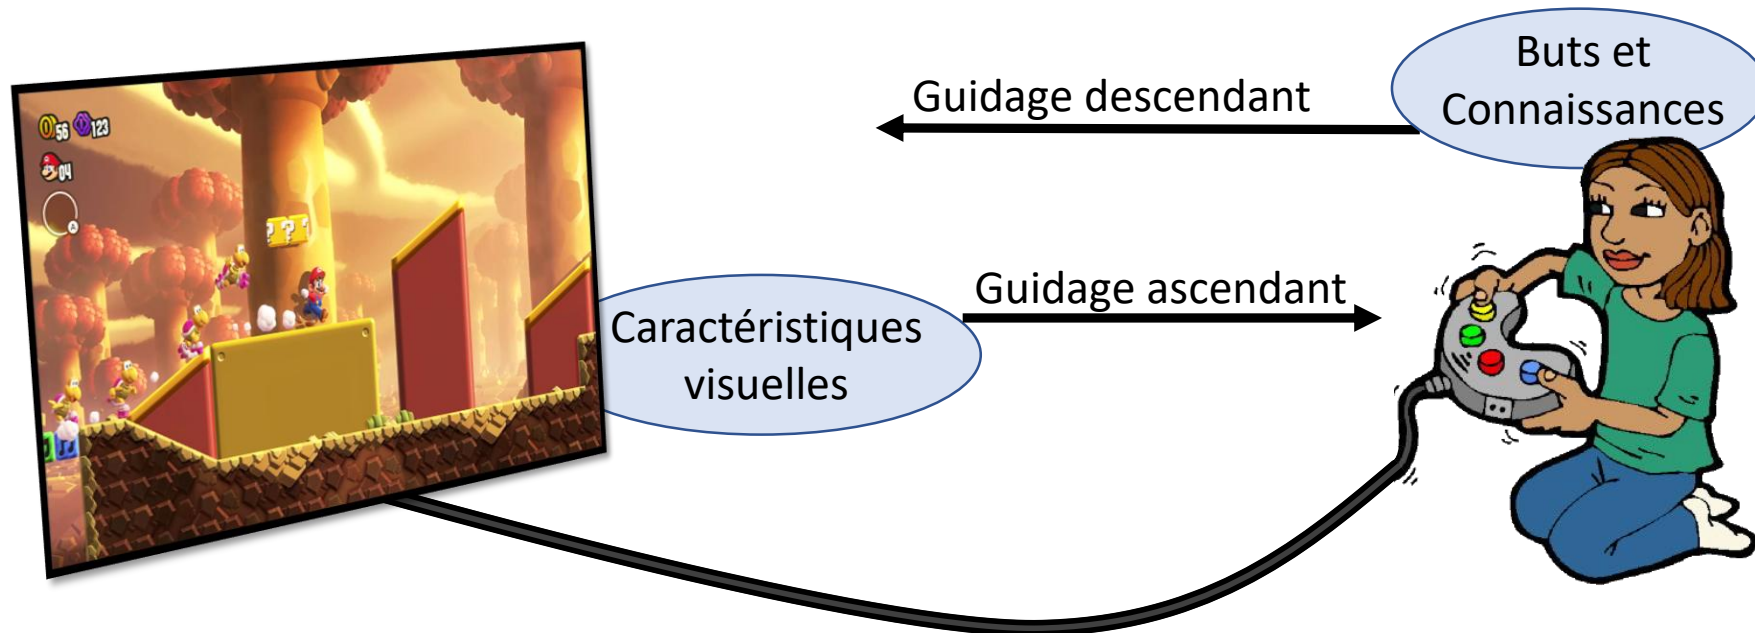 Buts et
Connaissances
Guidage descendant
56 123
04
A
? ? ?
Guidage ascendant
Caractéristiques
visuelles